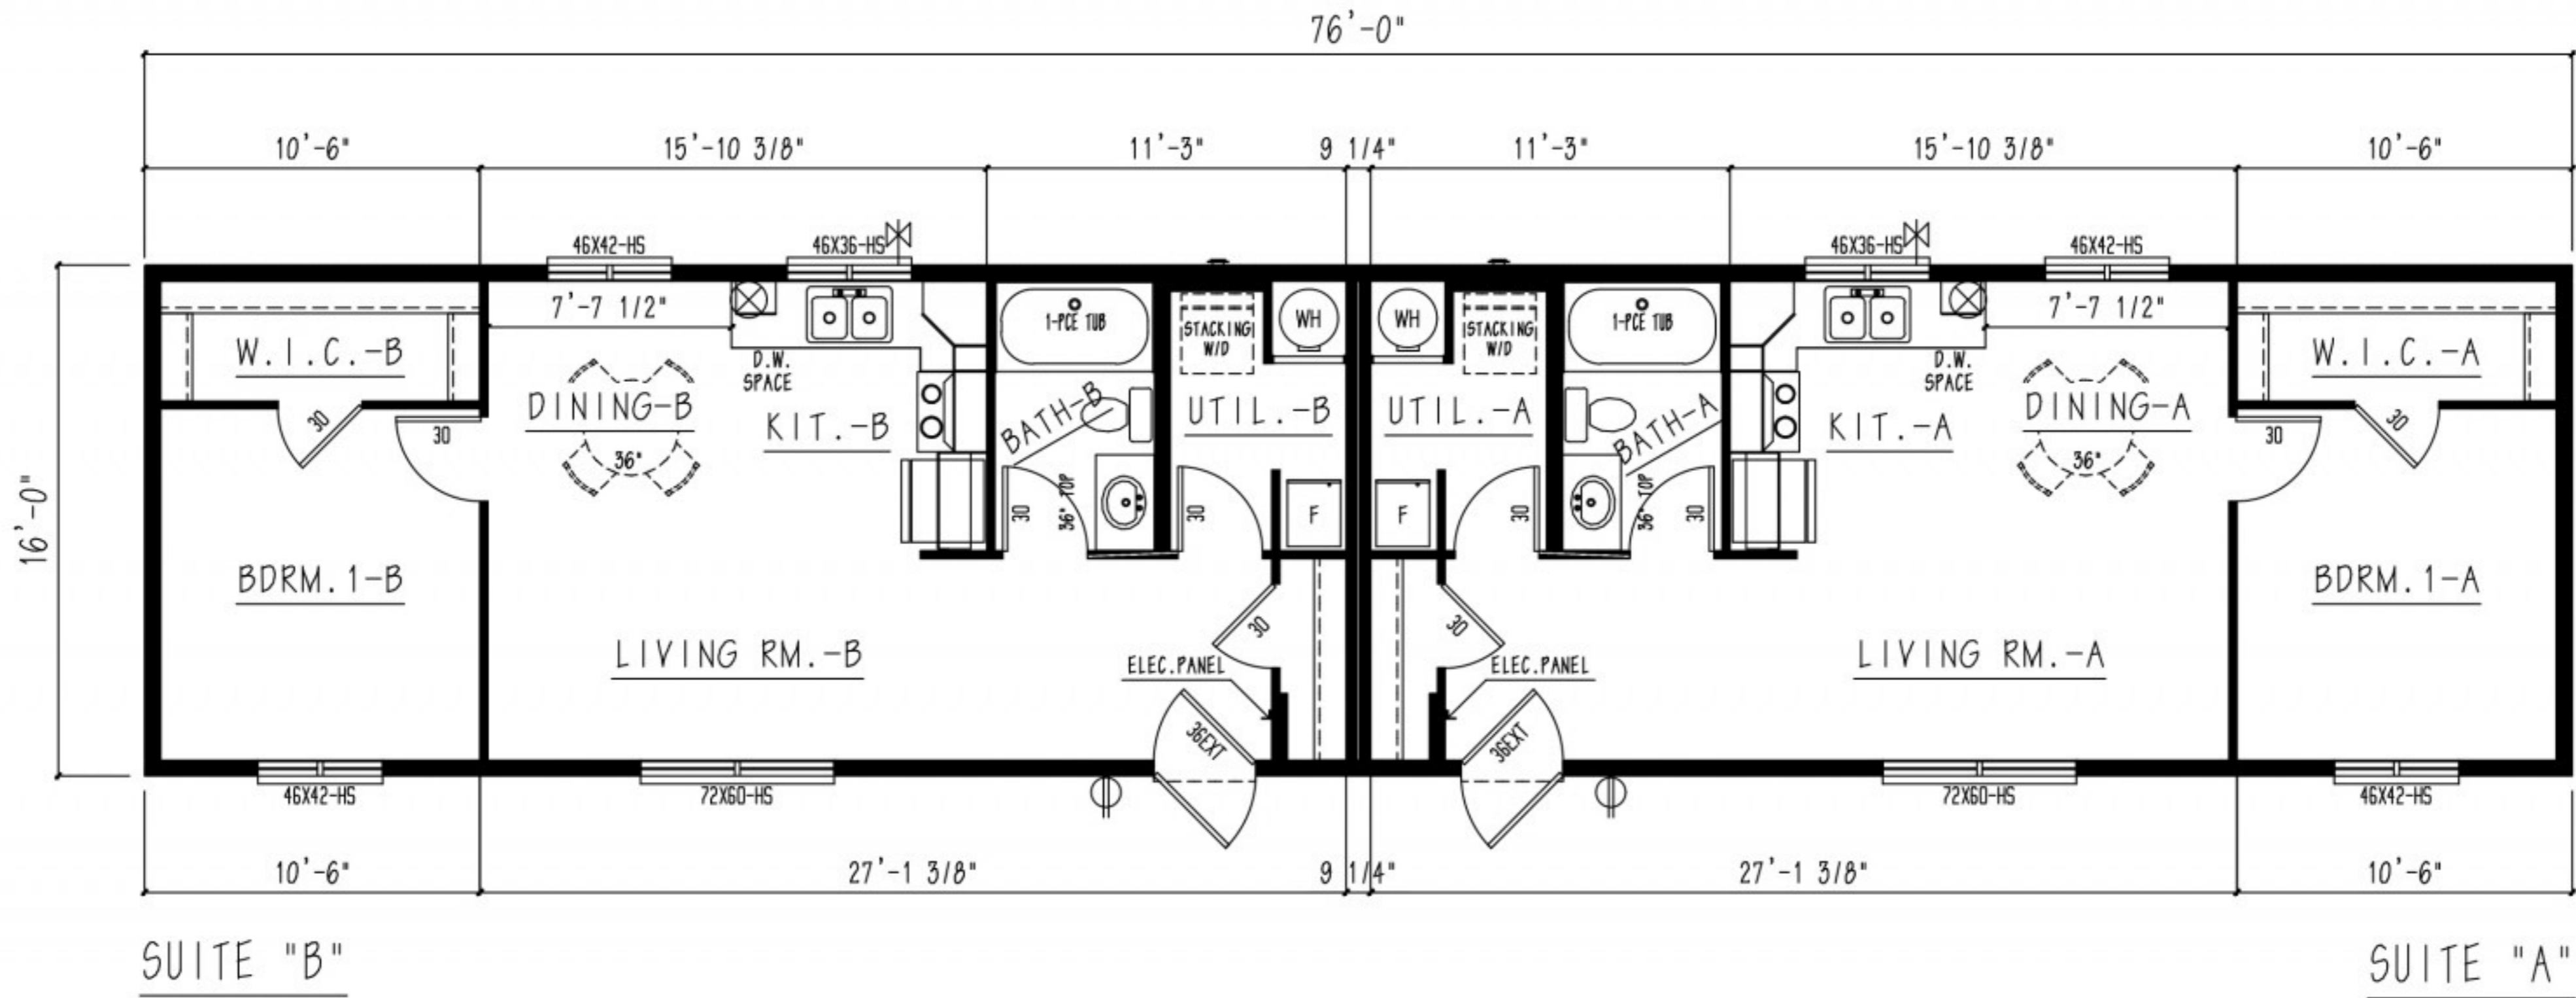 76'-0"
10'-6"
15'-10 3/8"
11'-3"
9 1/4"
11'-3"
15'-10 3/8"
10'-6"
46X42-HS
46X36-HS
46X36-HS
46X42-HS
16'-0"
7'-7 1/2"
7'-7 1/2"
W.I.C.-B
D.W.
SPACE
DINING-B
36"
KIT.-B
1-PCE TUB
BATH-B
36" TOP
STACKING
W/D
WH
UTIL.-B
F
30
30
30
30
30
BDRM. 1-B
LIVING RM.-B
ELEC.PANEL
36EXT
WH
STACKING
W/D
1-PCE TUB
UTIL.-A
BATH-A
36" TOP
F
30
30
30
KIT.-A
D.W.
SPACE
DINING-A
36"
W.I.C.-A
30
30
BDRM. 1-A
LIVING RM.-A
ELEC.PANEL
36EXT
46X42-HS
72X60-HS
72X60-HS
46X42-HS
10'-6"
27'-1 3/8"
9 1/4"
27'-1 3/8"
10'-6"
SUITE "B"
SUITE "A"